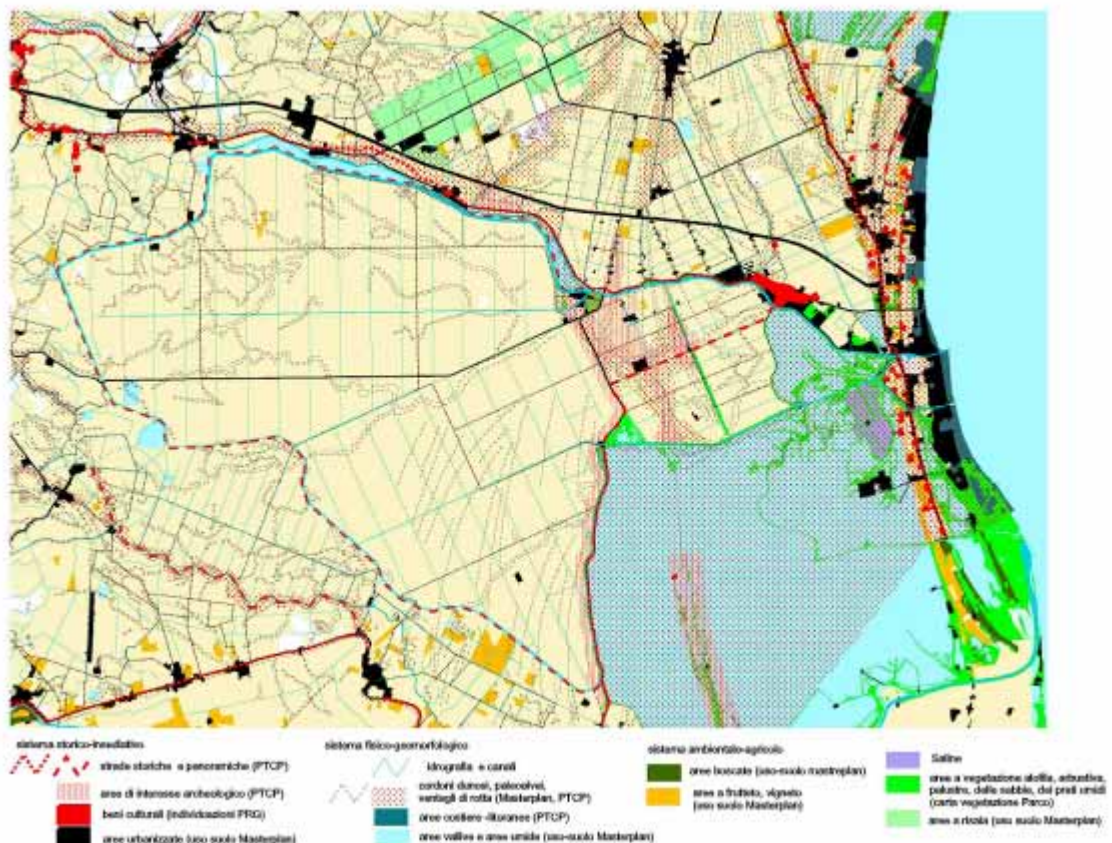 sistema storico-insediativo
strade storiche e panoramiche (PTCP)
aree di interesse archeologico (PTCP)
beni culturali (individuazioni PRG)
aree urbanizzate (uso suolo Masterplan)
sistema fisico-geomorfologico
idrografia e canali
cordoni dunosi, paleoalvei,
ventagli di rotta (Masterplan, PTCP)
aree costiere -litoranee (PTCP)
aree vallive e aree umide (uso-suolo Masterplan)
sistema ambientale-agricolo
aree boscate (uso-suolo mastreplan)
aree a frutteto, vigneto
(uso suolo Masterplan)
Saline
aree a vegetazione alofita, arbustiva,
palustre, delle sabbie, dei prati umidi
(carta vegetazione Parco)
aree a risaia (uso suolo Masterplan)